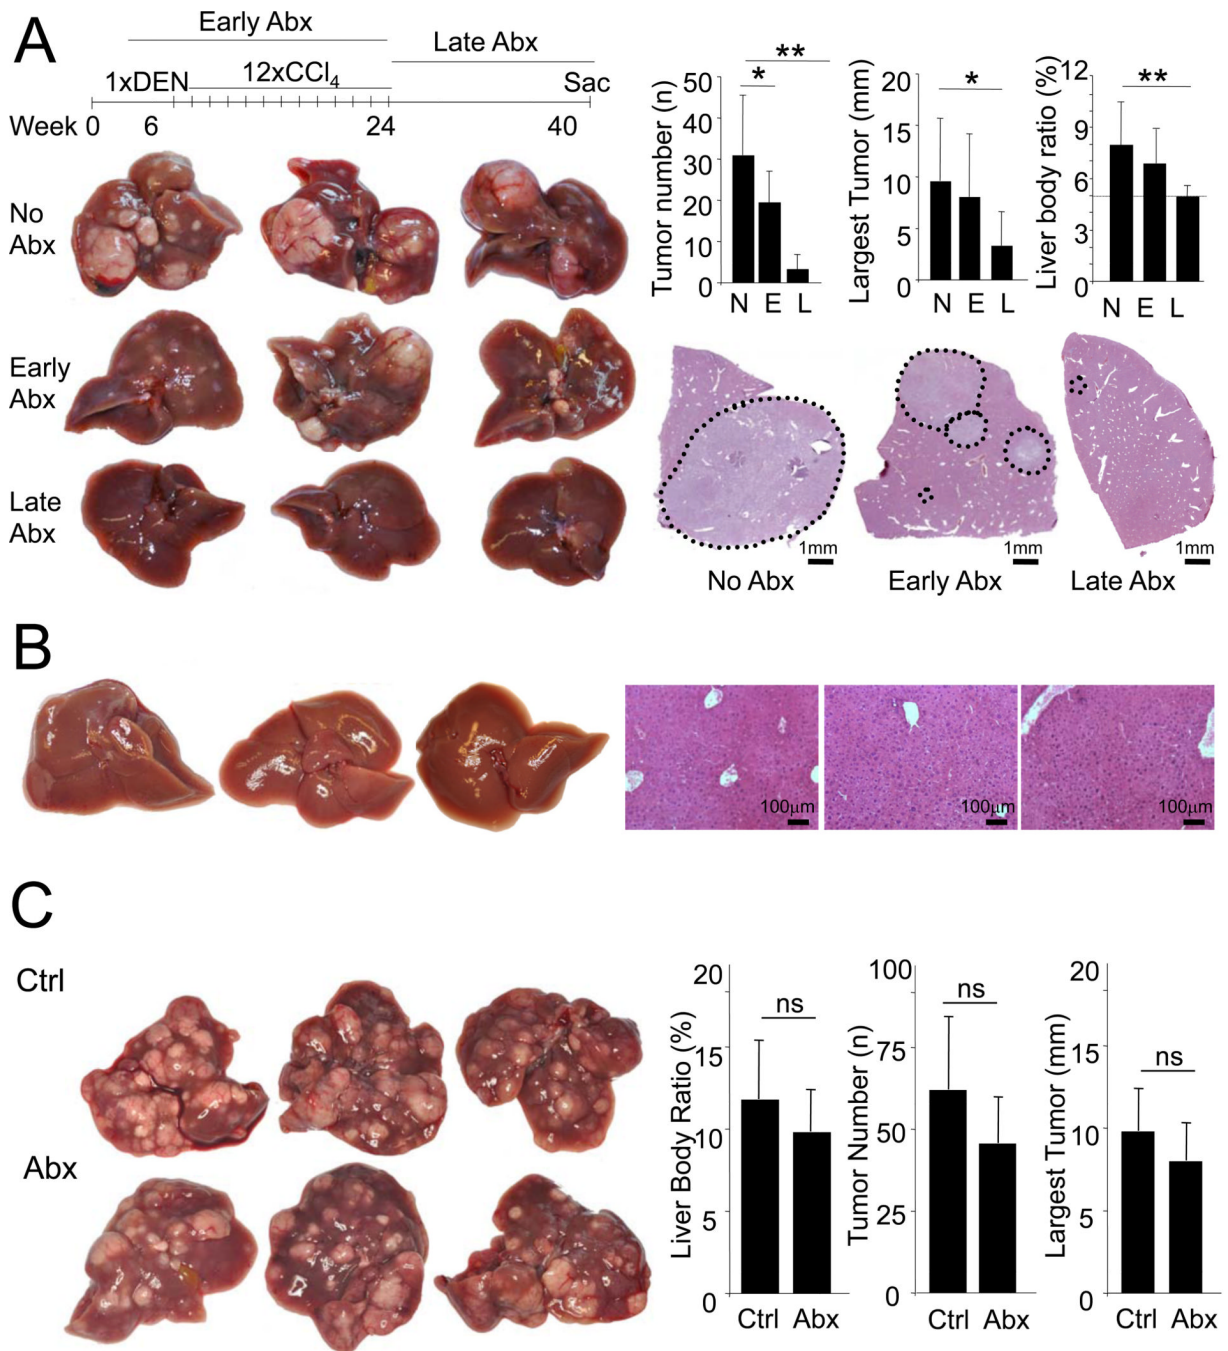 A
Early Abx
Late Abx
1xDEN
12xCCl4
Sac
Week 0 6 24 40
No
Abx
Early
Abx
Late
Abx
Tumor number (n)
50
40
30
20
10
0
*
**
N E L
Largest Tumor (mm)
20
15
10
5
0
*
N E L
Liver body ratio (%)
12
9
6
3
0
**
N E L
1mm
1mm
1mm
No Abx
Early Abx
Late Abx
B
100μm
100μm
100μm
C
Ctrl
Abx
Liver Body Ratio (%)
20
15
10
5
0
ns
Ctrl Abx
Tumor Number (n)
100
75
50
25
0
ns
Ctrl Abx
Largest Tumor (mm)
20
15
10
5
0
ns
Ctrl Abx